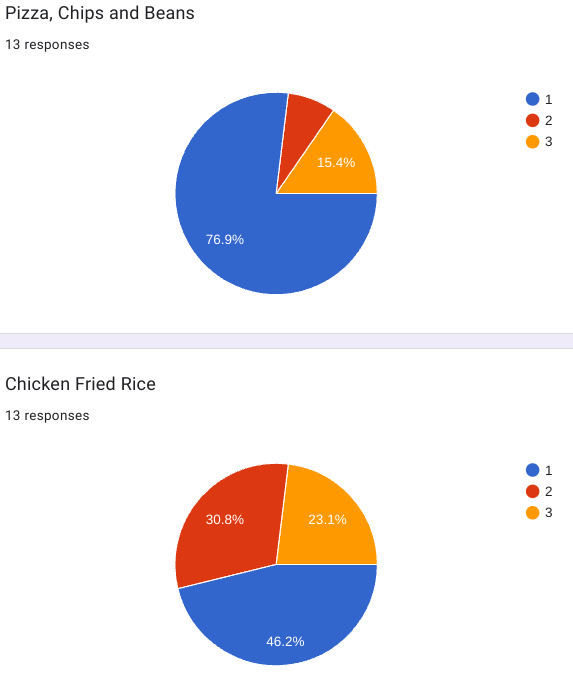 Pizza, Chips and Beans
13 responses
1
2
3
15.4%
76.9%
Chicken Fried Rice
13 responses
1
2
3
30.8%
23.1%
46.2%